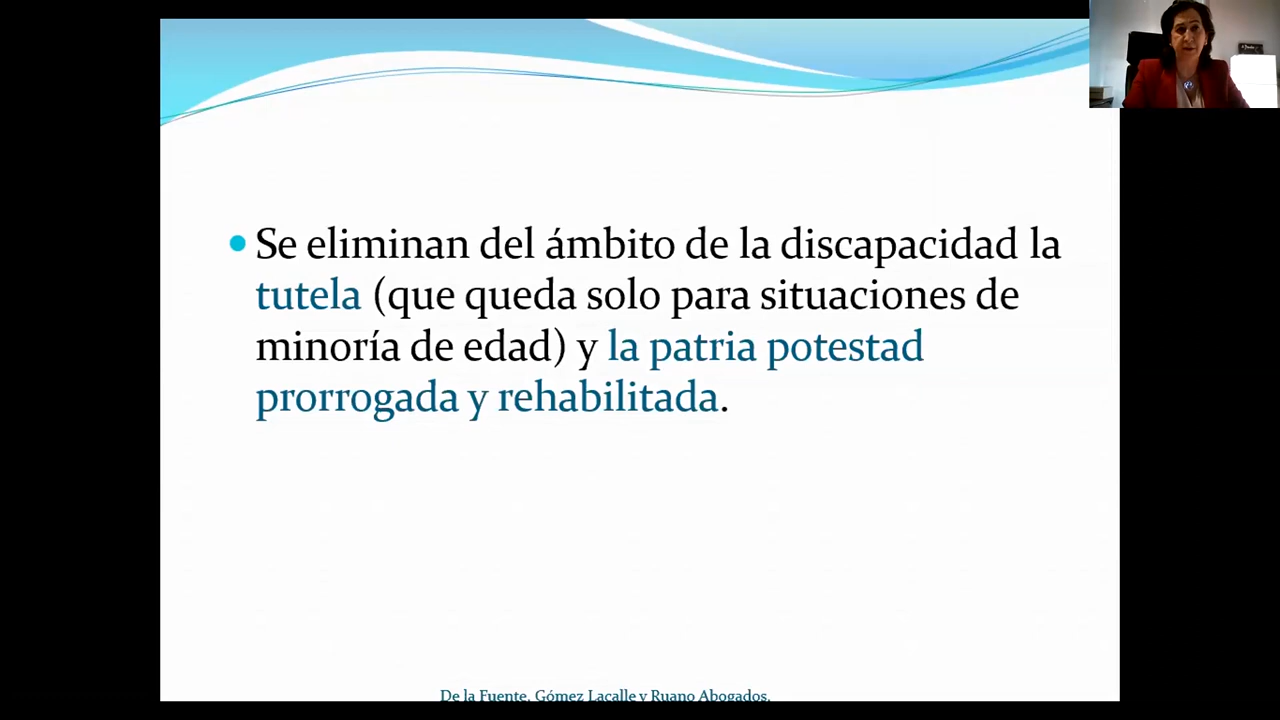 • Se eliminan del ámbito de la discapacidad la
tutela (que queda solo para situaciones de
minoría de edad) y la patria potestad
prorrogada y rehabilitada.
De la Fuente, Gómez Lacalle y Ruano Abogados.